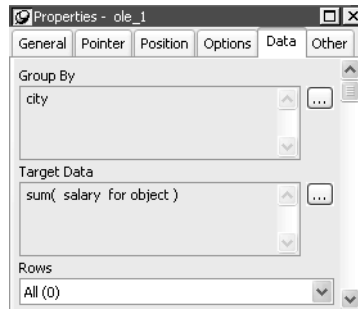 Properties - ole_1
General Pointer Position Options Data Other
Group By
city
...
Target Data
sum( salary for object )
...
Rows
All (0)